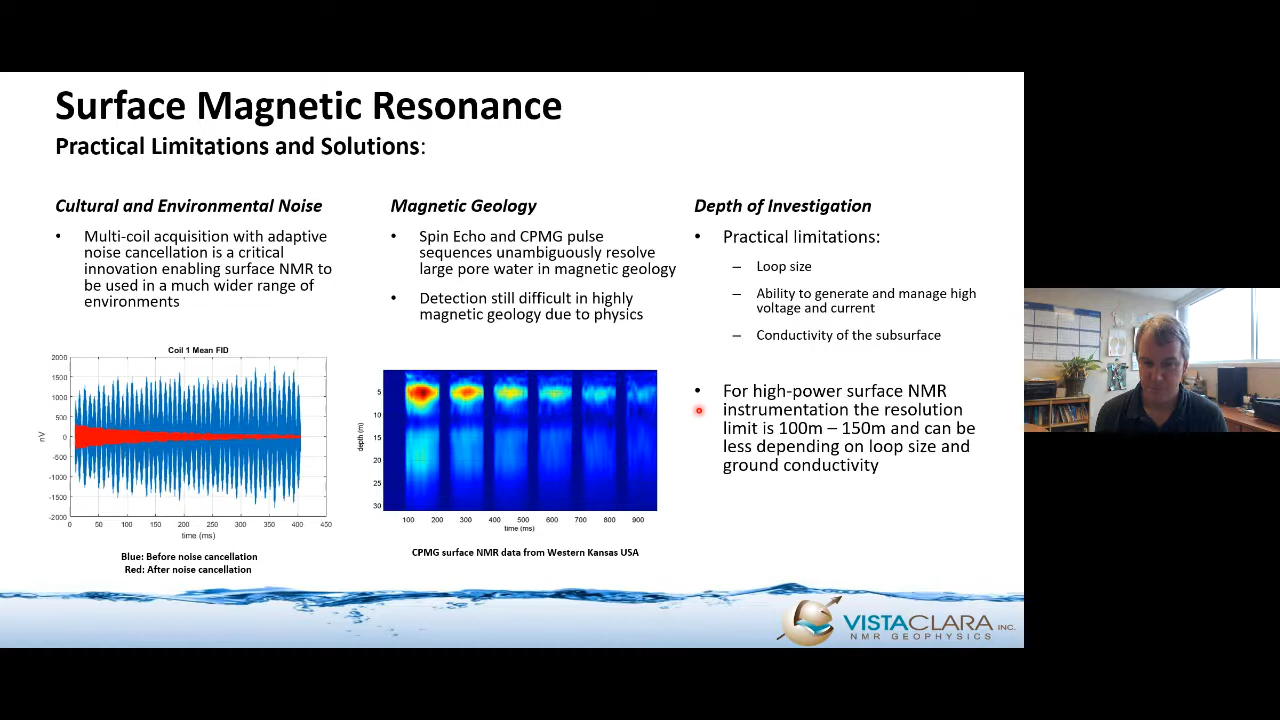 Surface Magnetic Resonance
Practical Limitations and Solutions:
Cultural and Environmental Noise
• Multi-coil acquisition with adaptive
noise cancellation is a critical
innovation enabling surface NMR to
be used in a much wider range of
environments
Coil 1 Mean FID
2000
1500
1000
500
0
-500
-1000
-1500
-2000
nV
0 50 100 150 200 250 300 350 400 450
time (ms)
Blue: Before noise cancellation
Red: After noise cancellation
Magnetic Geology
• Spin Echo and CPMG pulse
sequences unambiguously resolve
large pore water in magnetic geology
• Detection still difficult in highly
magnetic geology due to physics
5
10
15
20
25
30
depth (m)
100 200 300 400 500 600 700 800 900
time (ms)
CPMG surface NMR data from Western Kansas USA
Depth of Investigation
• Practical limitations:
– Loop size
– Ability to generate and manage high
voltage and current
– Conductivity of the subsurface
• For high-power surface NMR
instrumentation the resolution
limit is 100m – 150m and can be
less depending on loop size and
ground conductivity
VISTACLARA INC.
NMR GEOPHYSICS